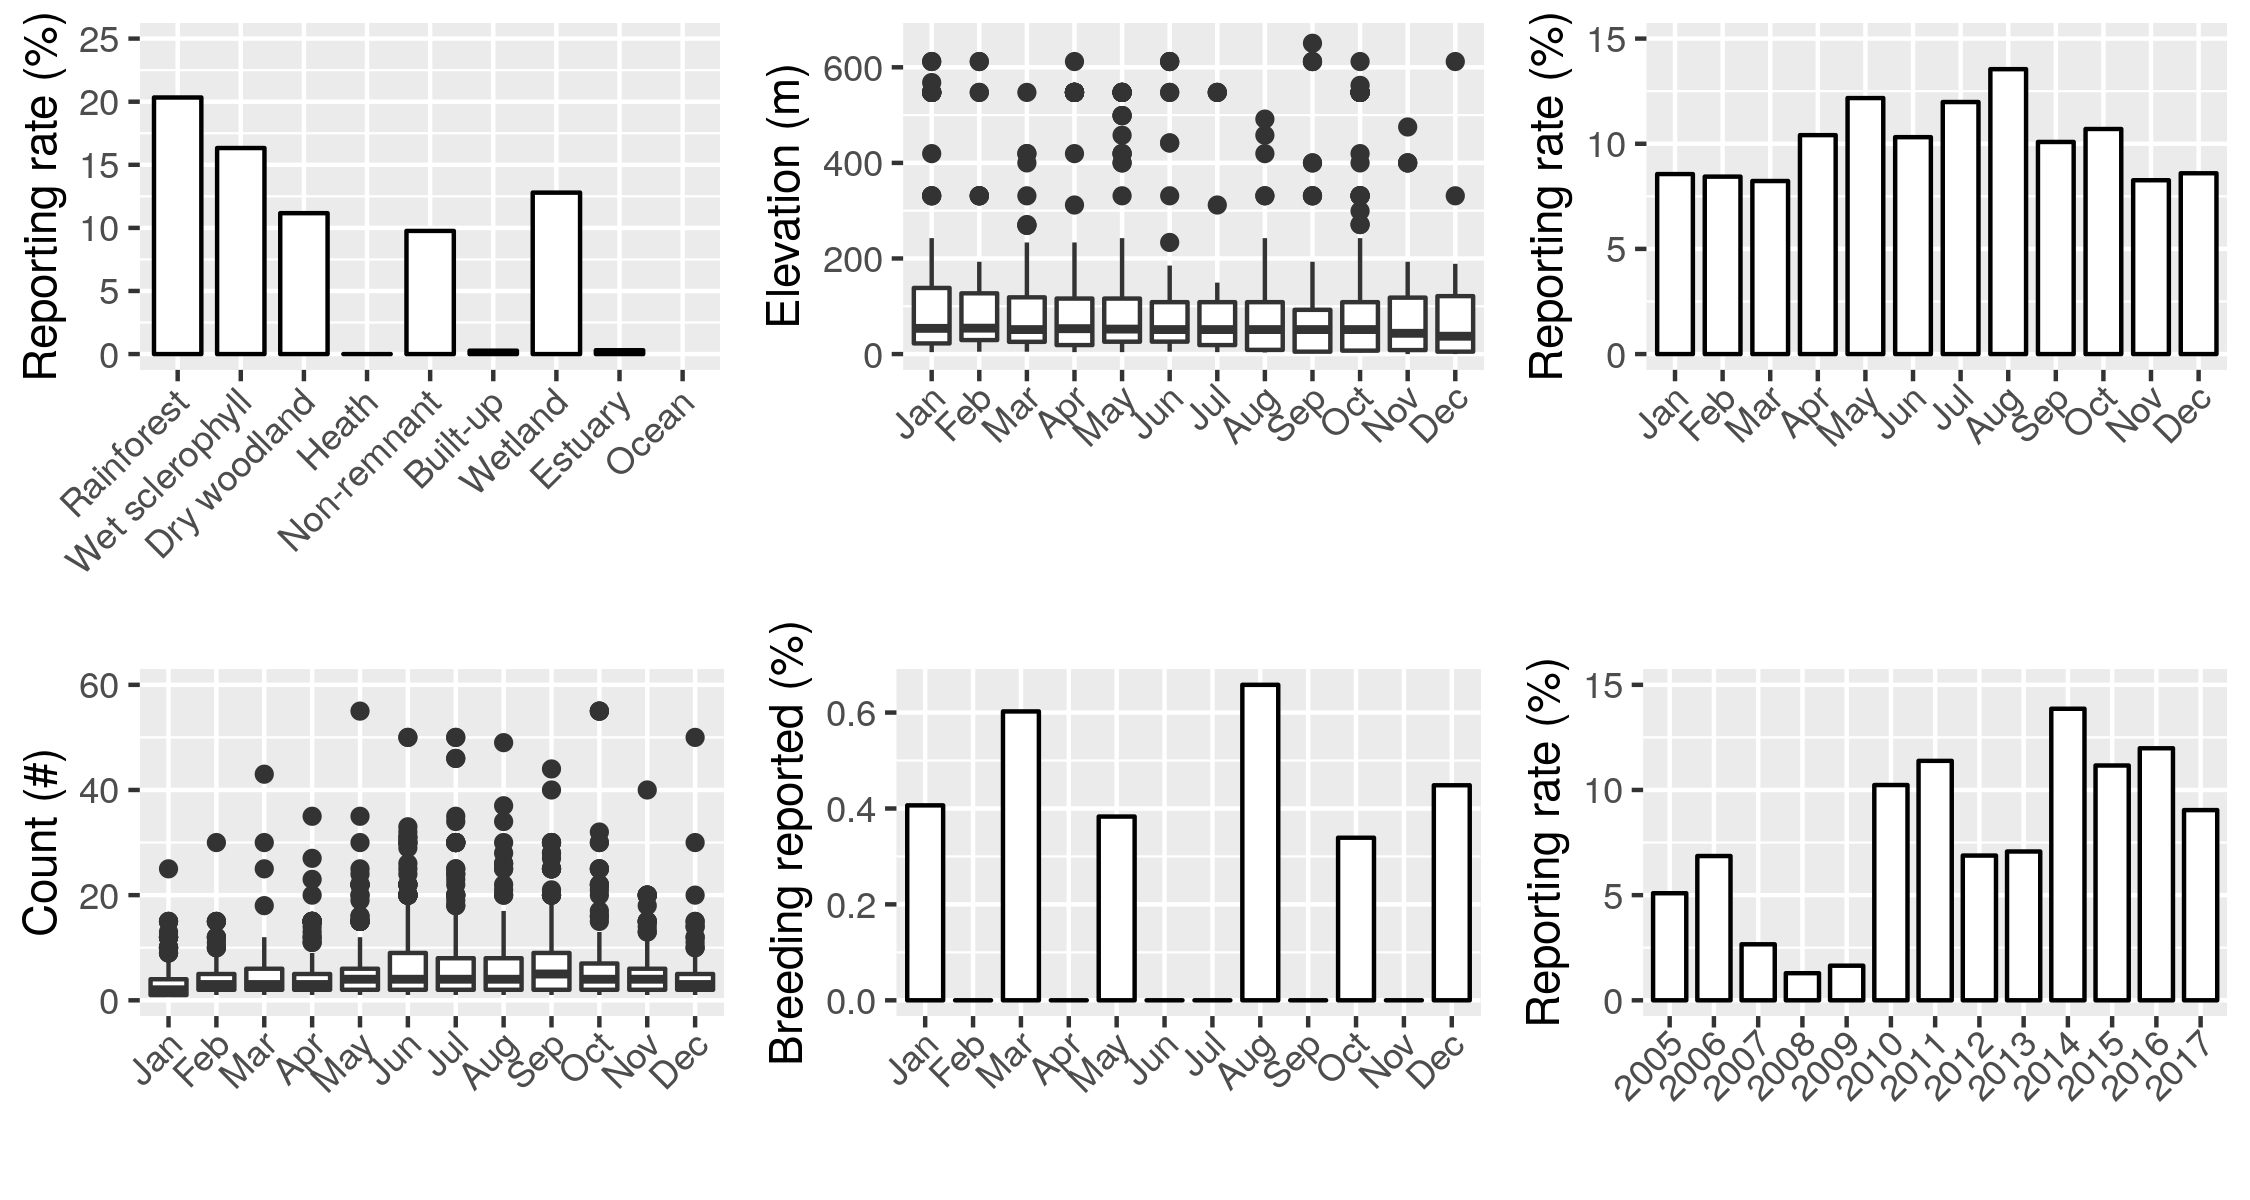 Reporting rate (%)
25
20
15
10
5
0
Rainforest
Wet sclerophyll
Dry woodland
Heath
Non-remnant
Built-up
Wetland
Estuary
Ocean
Elevation (m)
600
400
200
0
Jan
Feb
Mar
Apr
May
Jun
Jul
Aug
Sep
Oct
Nov
Dec
Reporting rate (%)
15
10
5
0
Jan
Feb
Mar
Apr
May
Jun
Jul
Aug
Sep
Oct
Nov
Dec
Count (#)
60
40
20
0
Jan
Feb
Mar
Apr
May
Jun
Jul
Aug
Sep
Oct
Nov
Dec
Breeding reported (%)
0.6
0.4
0.2
0.0
Jan
Feb
Mar
Apr
May
Jun
Jul
Aug
Sep
Oct
Nov
Dec
Reporting rate (%)
15
10
5
0
2005
2006
2007
2008
2009
2010
2011
2012
2013
2014
2015
2016
2017